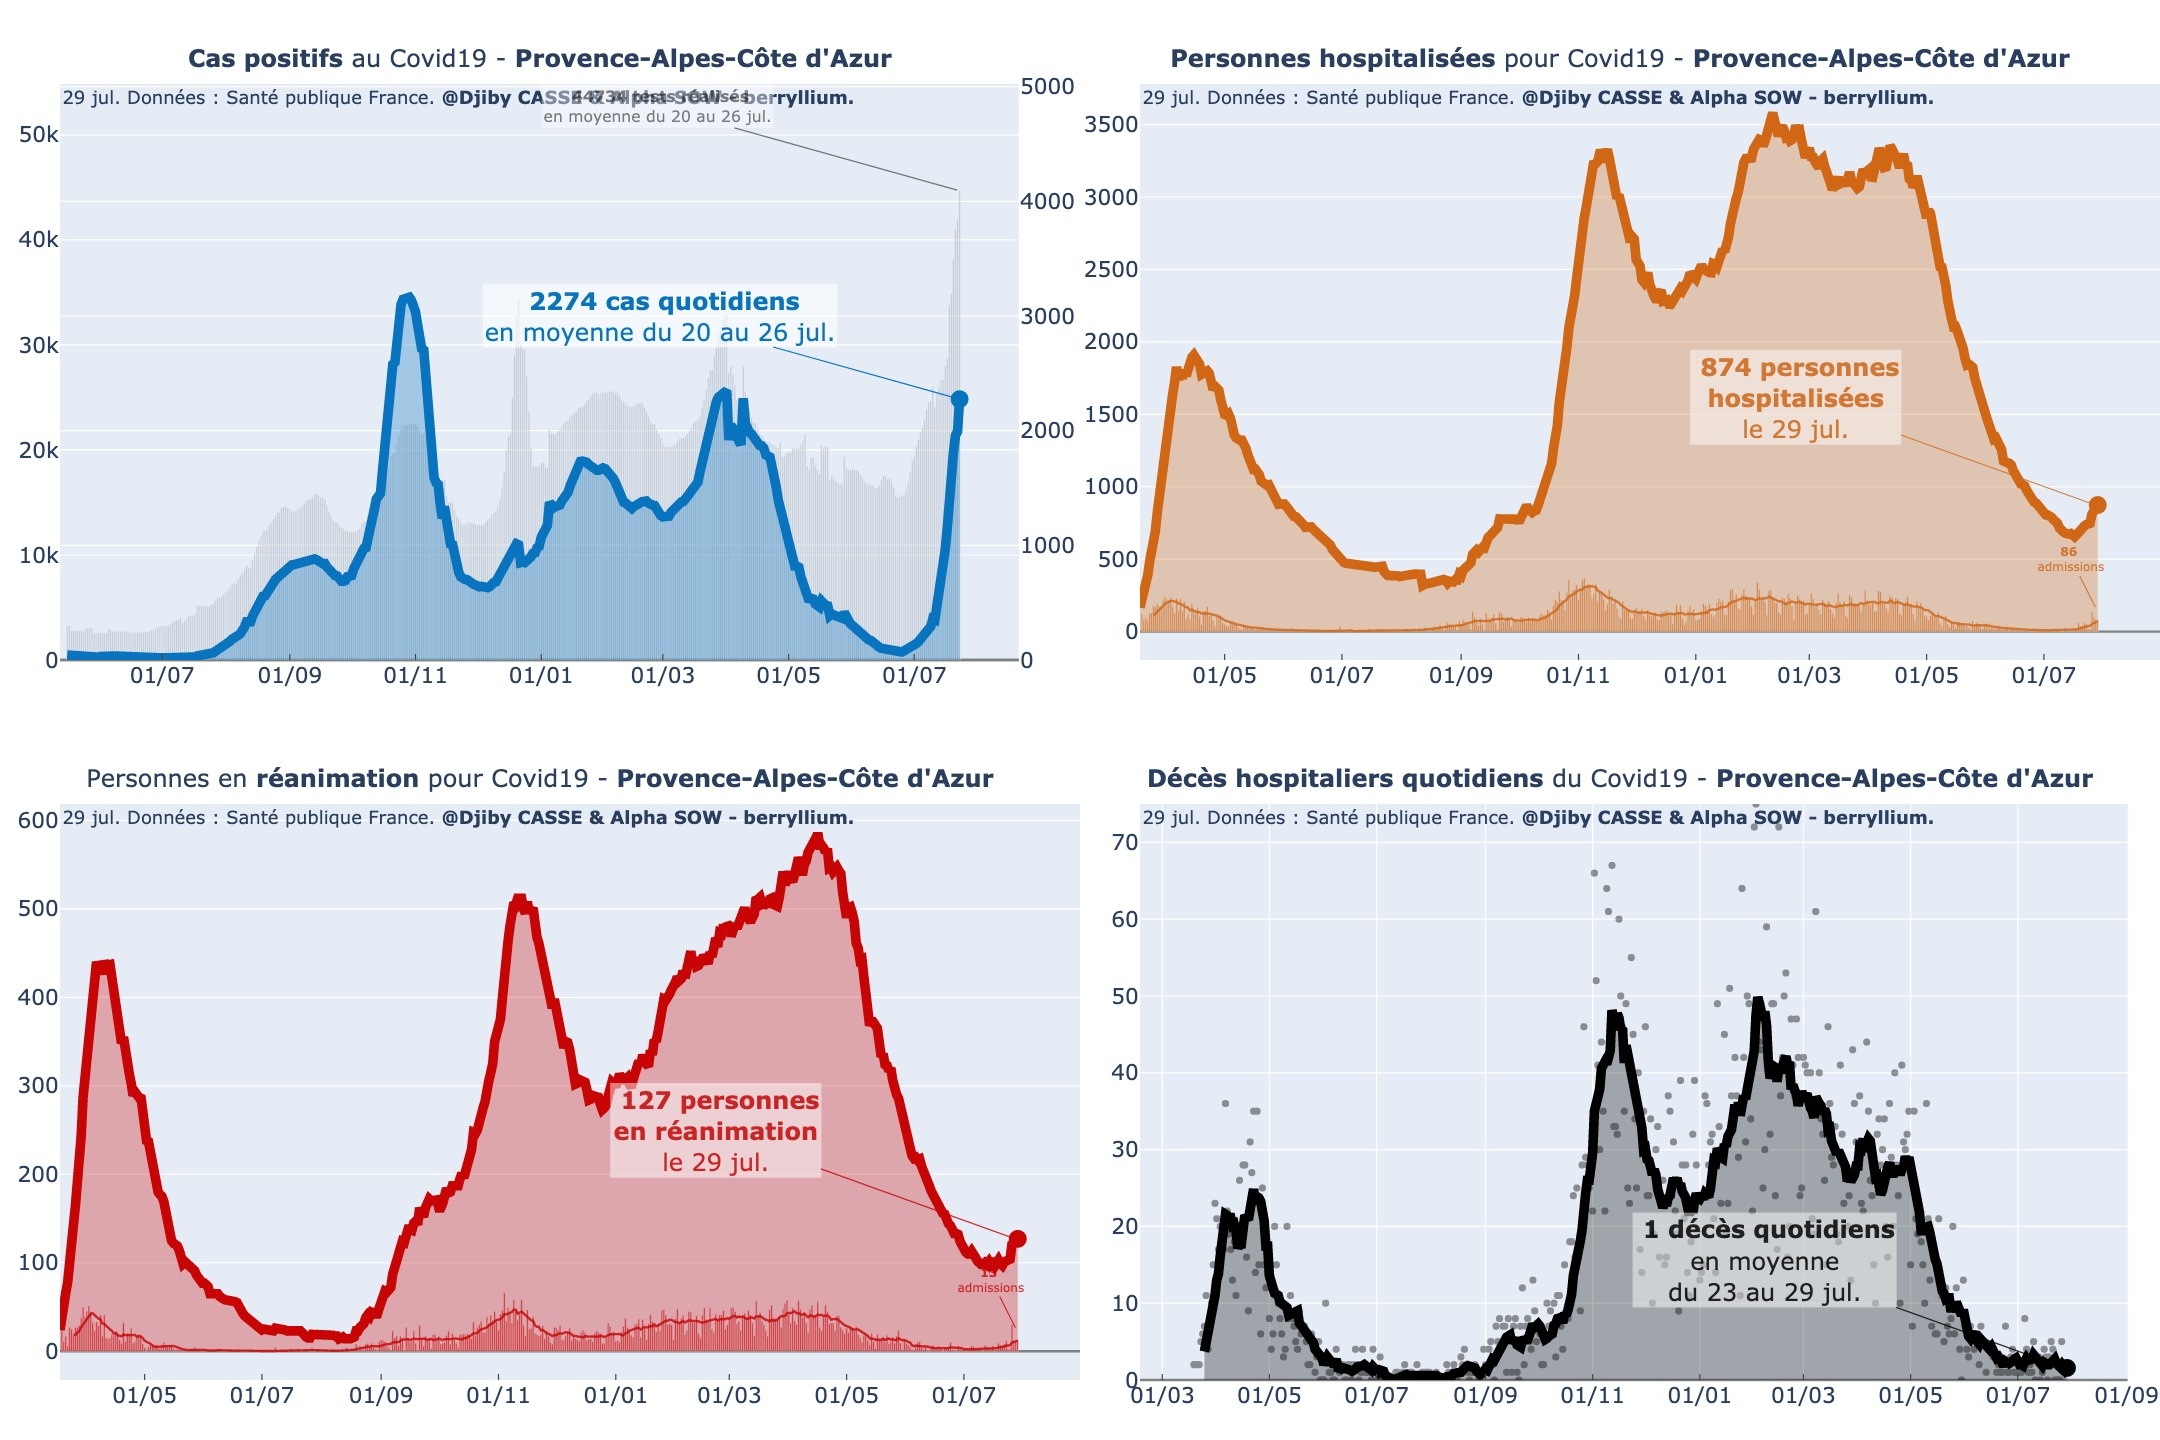 Cas positifs au Covid19 - Provence-Alpes-Côte d'Azur
29 jul. Données : Santé publique France. @Djiby CASSE & Alpha SOW - berryllium.
en moyenne du 20 au 26 jul.
2274 cas quotidiens
en moyenne du 20 au 26 jul.
50k
40k
30k
20k
10k
0
5000
4000
3000
2000
1000
0
01/07
01/09
01/11
01/01
01/03
01/05
01/07
Personnes hospitalisées pour Covid19 - Provence-Alpes-Côte d'Azur
29 jul. Données : Santé publique France. @Djiby CASSE & Alpha SOW - berryllium.
3500
3000
2500
2000
1500
1000
500
0
874 personnes
hospitalisées
le 29 jul.
86
admissions
01/05
01/07
01/09
01/11
01/01
01/03
01/05
01/07
Personnes en réanimation pour Covid19 - Provence-Alpes-Côte d'Azur
29 jul. Données : Santé publique France. @Djiby CASSE & Alpha SOW - berryllium.
600
500
400
300
200
100
0
127 personnes
en réanimation
le 29 jul.
admissions
01/05
01/07
01/09
01/11
01/01
01/03
01/05
01/07
Décès hospitaliers quotidiens du Covid19 - Provence-Alpes-Côte d'Azur
29 jul. Données : Santé publique France. @Djiby CASSE & Alpha SOW - berryllium.
70
60
50
40
30
20
10
0
1 décès quotidiens
en moyenne
du 23 au 29 jul.
01/03
01/05
01/07
01/09
01/11
01/01
01/03
01/05
01/07
01/09